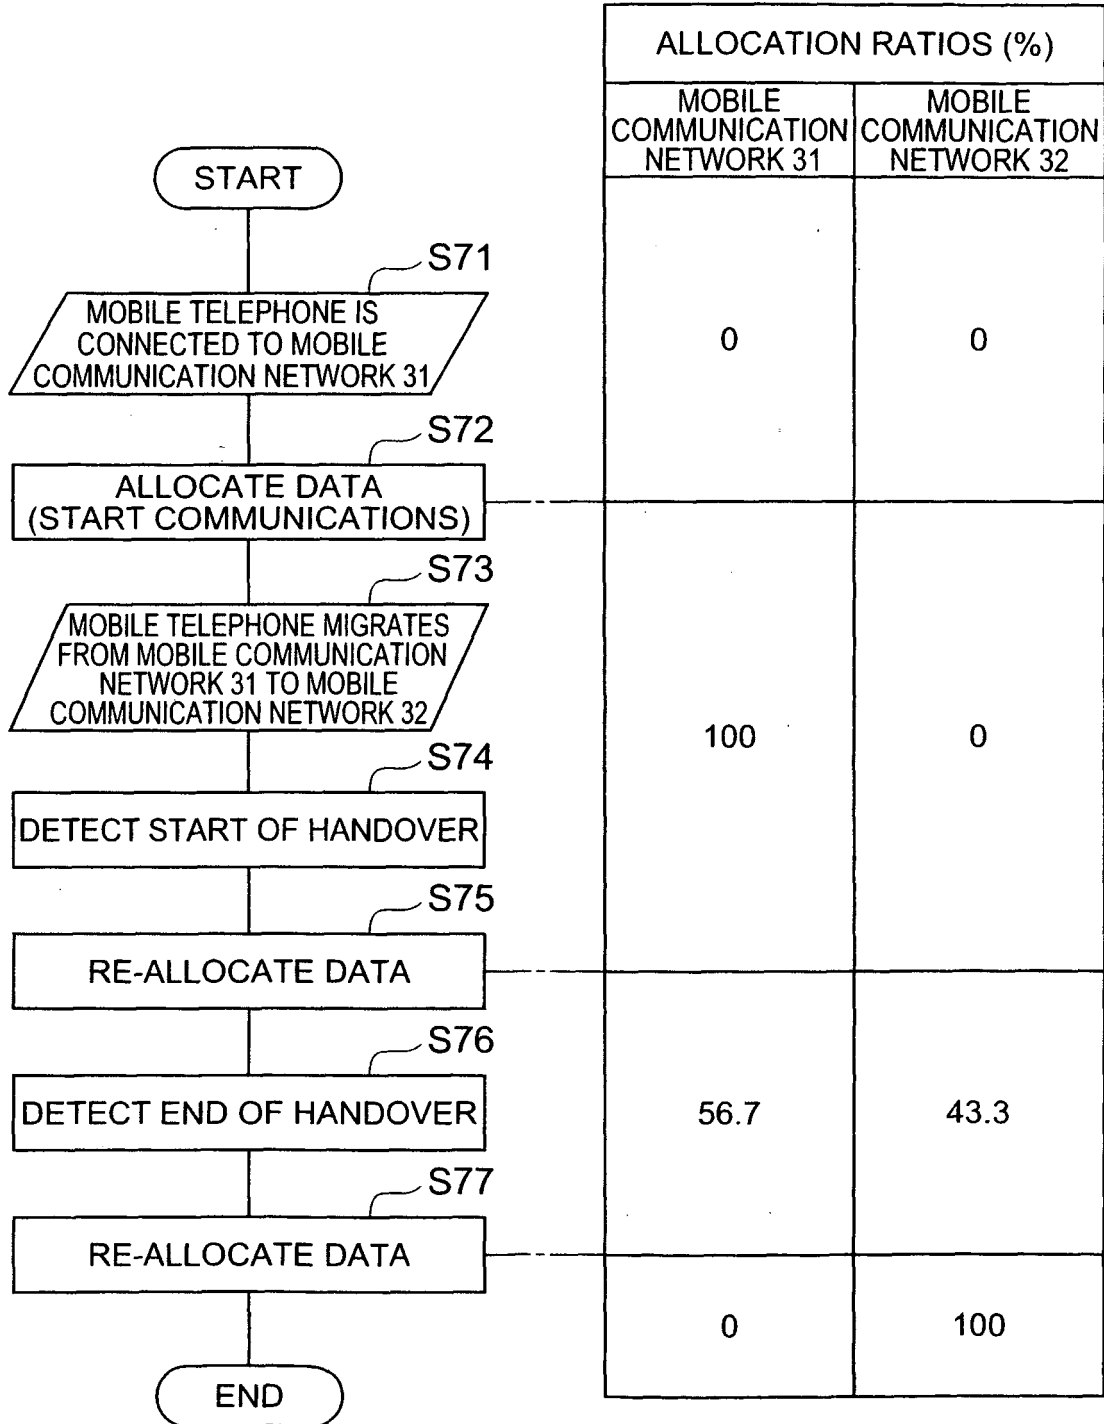 START
S71
MOBILE TELEPHONE IS
CONNECTED TO MOBILE
COMMUNICATION NETWORK 31
S72
ALLOCATE DATA
(START COMMUNICATIONS)
S73
MOBILE TELEPHONE MIGRATES
FROM MOBILE COMMUNICATION
NETWORK 31 TO MOBILE
COMMUNICATION NETWORK 32
S74
DETECT START OF HANDOVER
S75
RE-ALLOCATE DATA
S76
DETECT END OF HANDOVER
S77
RE-ALLOCATE DATA
END
ALLOCATION RATIOS (%)
MOBILE
COMMUNICATION
NETWORK 31
MOBILE
COMMUNICATION
NETWORK 32
0 0
100 0
56.7 43.3
0 100